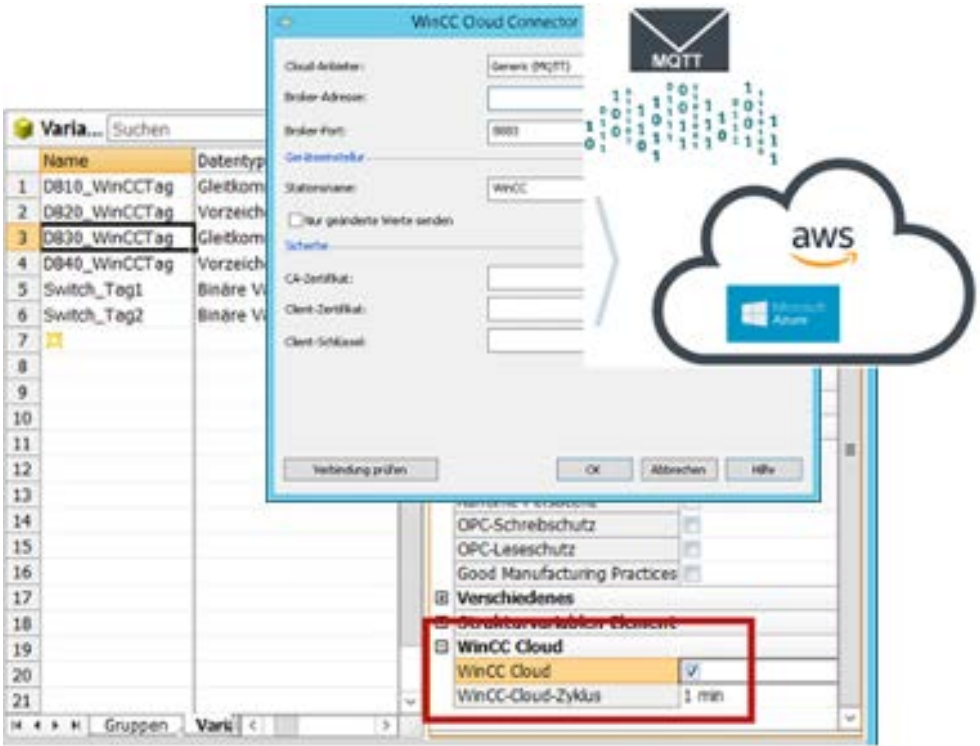 WinCC Cloud Connector
Cloud-Anbieter:
Generic (MQTT)
Broker-Adresse:
Broker-Port:
8883
Stationsname:
WinCC
Nur geänderte Werte senden
CA-Zertifikat:
Client-Zertifikat:
Client-Schlüssel:
Verbindung prüfen
OK
Abbrechen
Hilfe
MQTT
aws
Microsoft
Azure
Varia... Suchen
Name Datentyp
1 DB10_WinCCTag Gleitkom
2 DB20_WinCCTag Vorzeich
3 DB30_WinCCTag Gleitkom
4 DB40_WinCCTag Vorzeich
5 Switch_Tag1 Binäre V
6 Switch_Tag2 Binäre V
7
8
9
10
11
12
13
14
15
16
17
18
19
20
21
Gruppen Vari
OPC-Schreibschutz
OPC-Leseschutz
Good Manufacturing Practices
Verschiedenes
Strukturvariablen Element
WinCC Cloud
WinCC Cloud
WinCC-Cloud-Zyklus 1 min